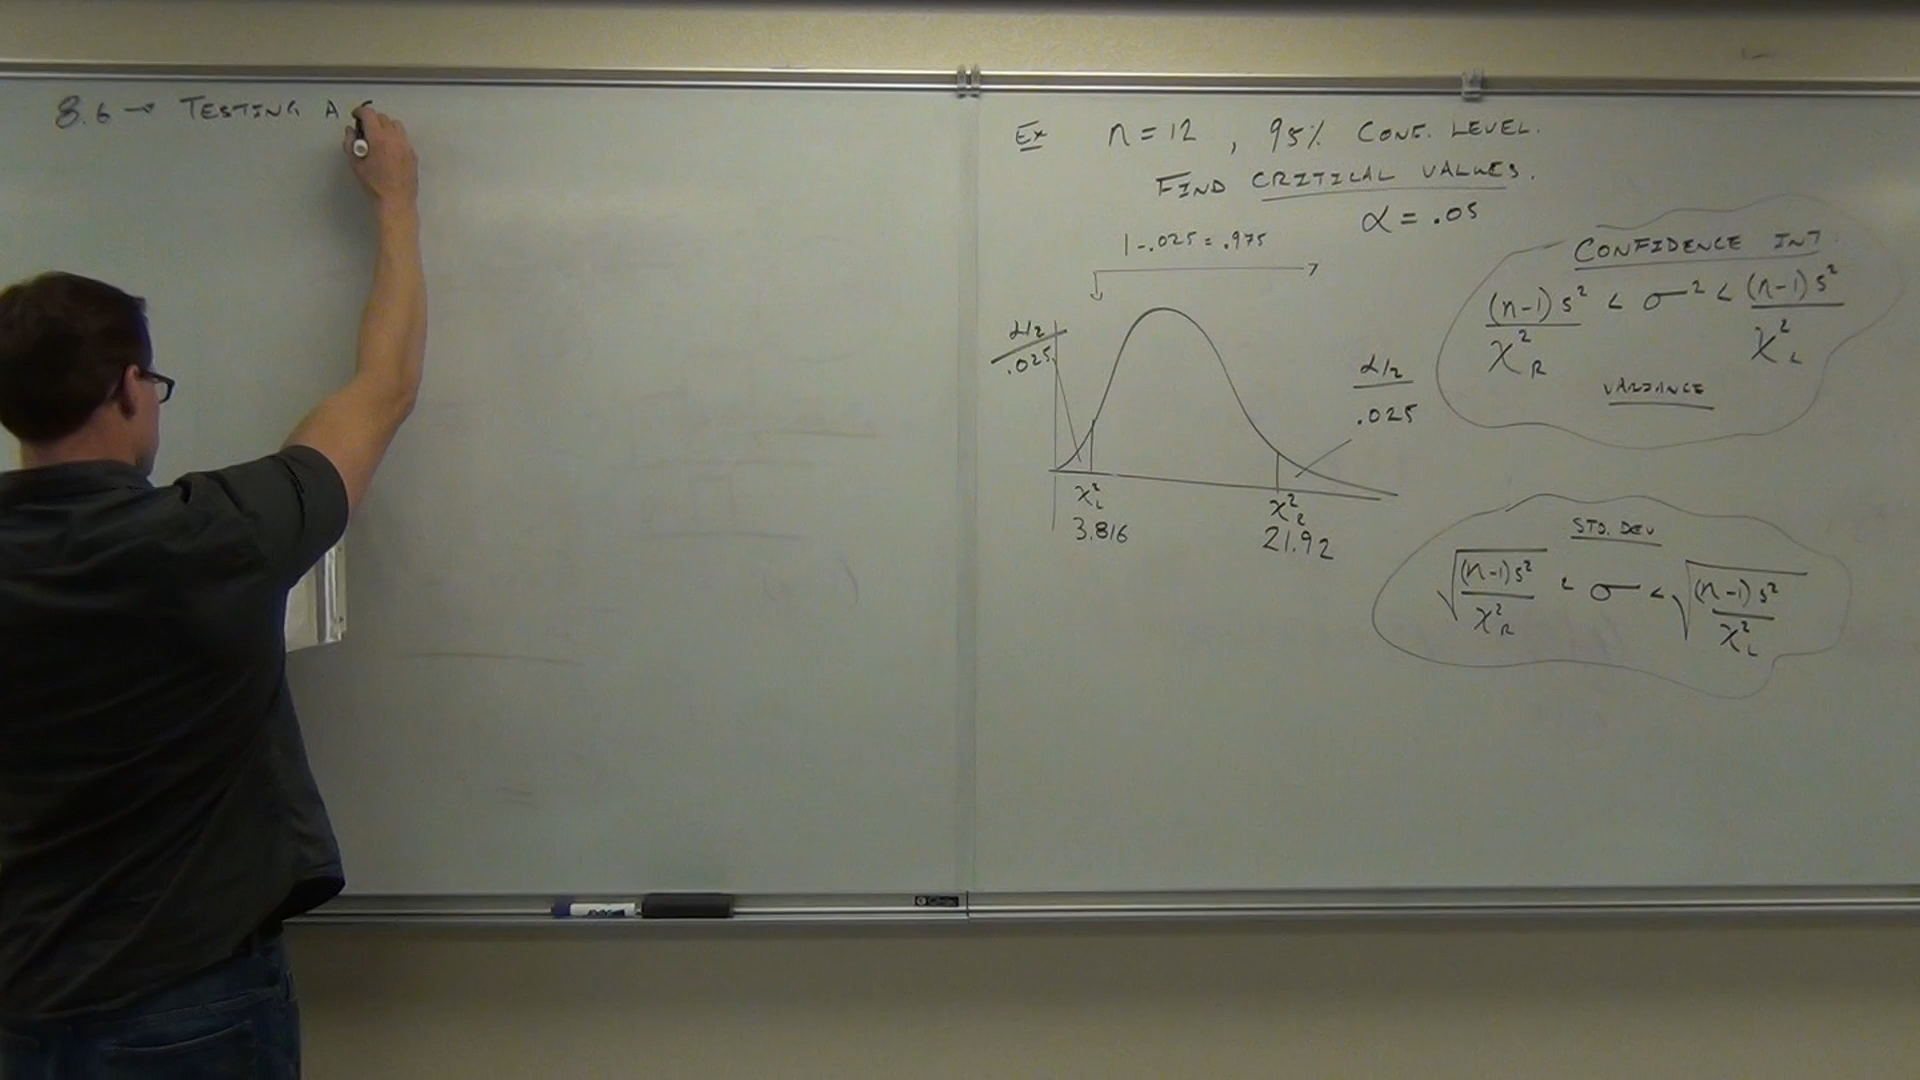 8.6 → TESTING A
Ex n = 12 , 95% CONF. LEVEL.
FIND CRITICAL VALUES.
α = .05
1-.025 = .975
α/2
.025
α/2
.025
χ²L
3.816
χ²R
21.92
CONFIDENCE INT.
(n-1)s² / χ²R < σ² < (n-1)s² / χ²L
VARIANCE
STD. DEV
√((n-1)s² / χ²R) < σ < √((n-1)s² / χ²L)